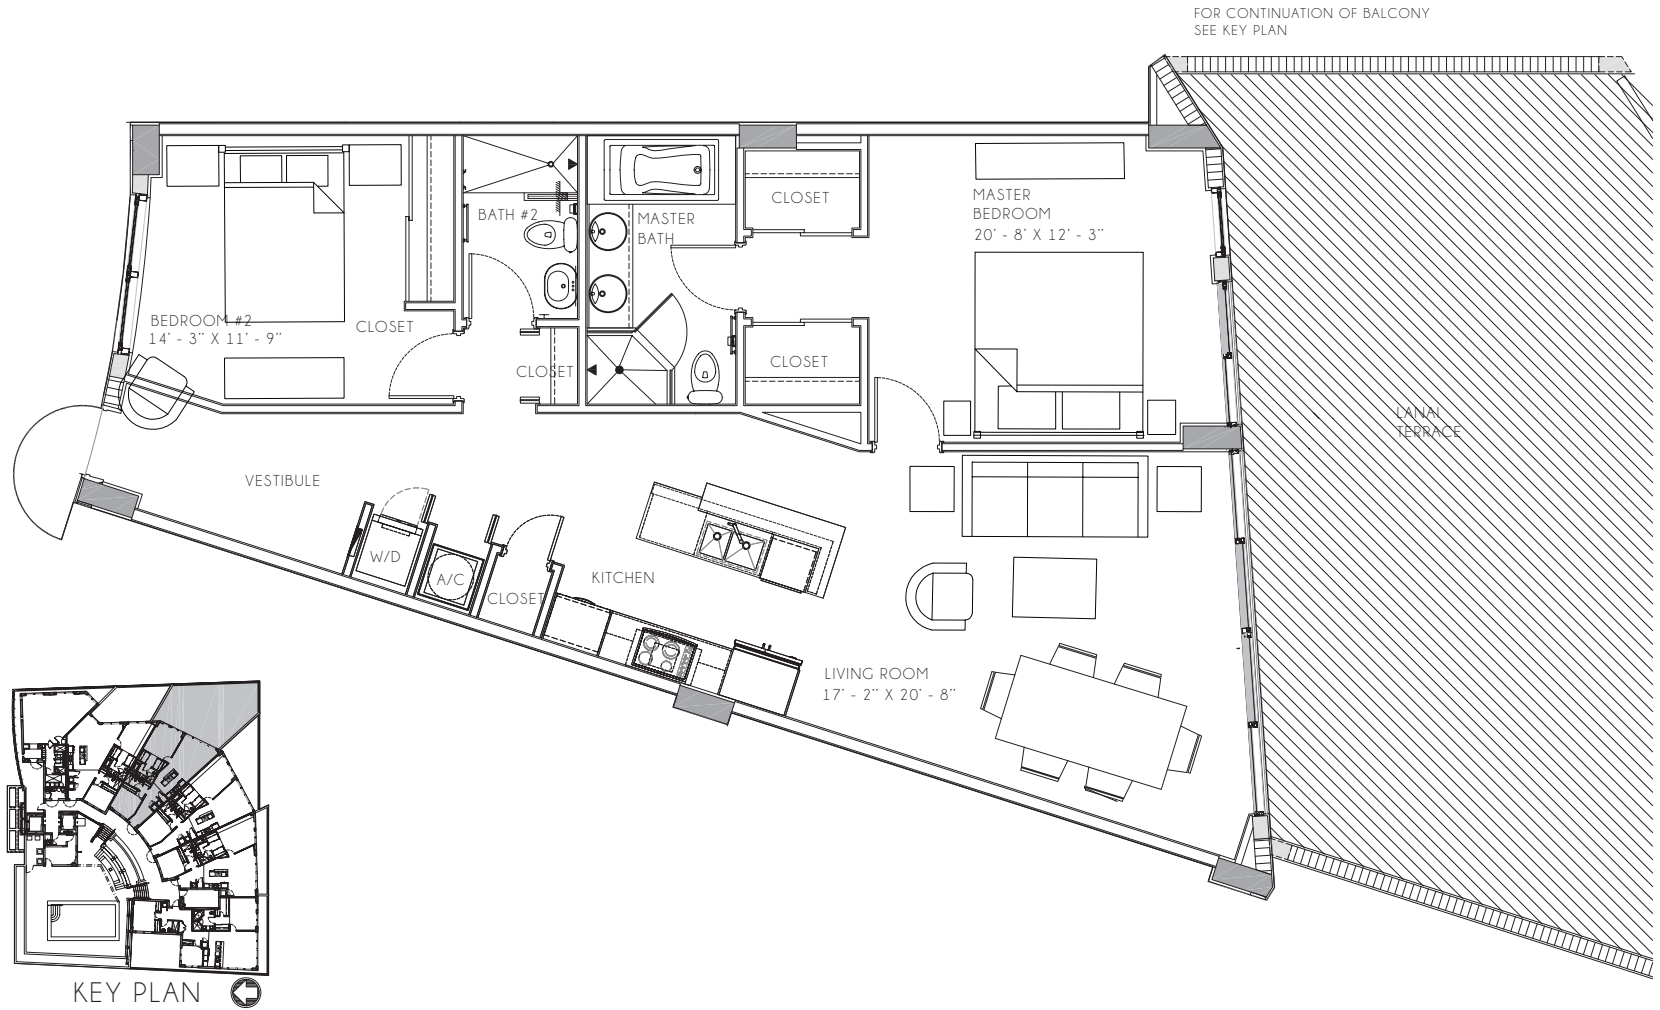 FOR CONTINUATION OF BALCONY
SEE KEY PLAN
CLOSET
MASTER
BEDROOM
20' - 8" X 12' - 3"
BATH #2
MASTER
BATH
BEDROOM #2
14' - 3" X 11' - 9"
CLOSET
CLOSET
CLOSET
LANAI
TERRACE
VESTIBULE
W/D
A/C
CLOSET
KITCHEN
LIVING ROOM
17' - 2" X 20' - 8"
KEY PLAN